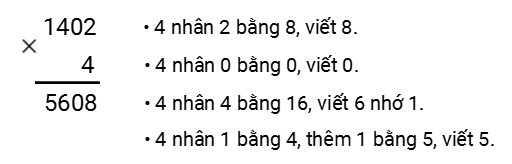 1402
×
4
5608
• 4 nhân 2 bằng 8, viết 8.
• 4 nhân 0 bằng 0, viết 0.
• 4 nhân 4 bằng 16, viết 6 nhớ 1.
• 4 nhân 1 bằng 4, thêm 1 bằng 5, viết 5.